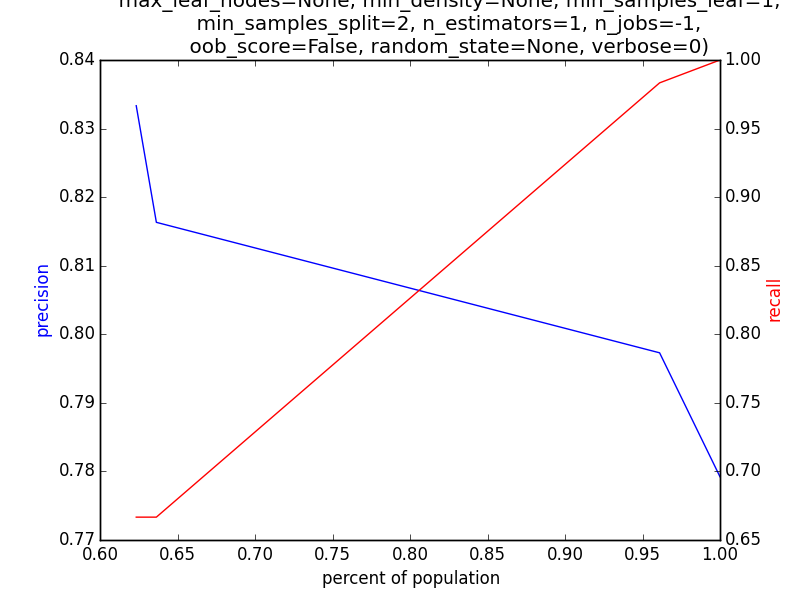 max_leaf_nodes=None, min_density=None, min_samples_leaf=1,
min_samples_split=2, n_estimators=1, n_jobs=-1,
oob_score=False, random_state=None, verbose=0)
0.84
0.83
0.82
0.81
0.80
0.79
0.78
0.77
precision
1.00
0.95
0.90
0.85
0.80
0.75
0.70
0.65
recall
0.60 0.65 0.70 0.75 0.80 0.85 0.90 0.95 1.00
percent of population